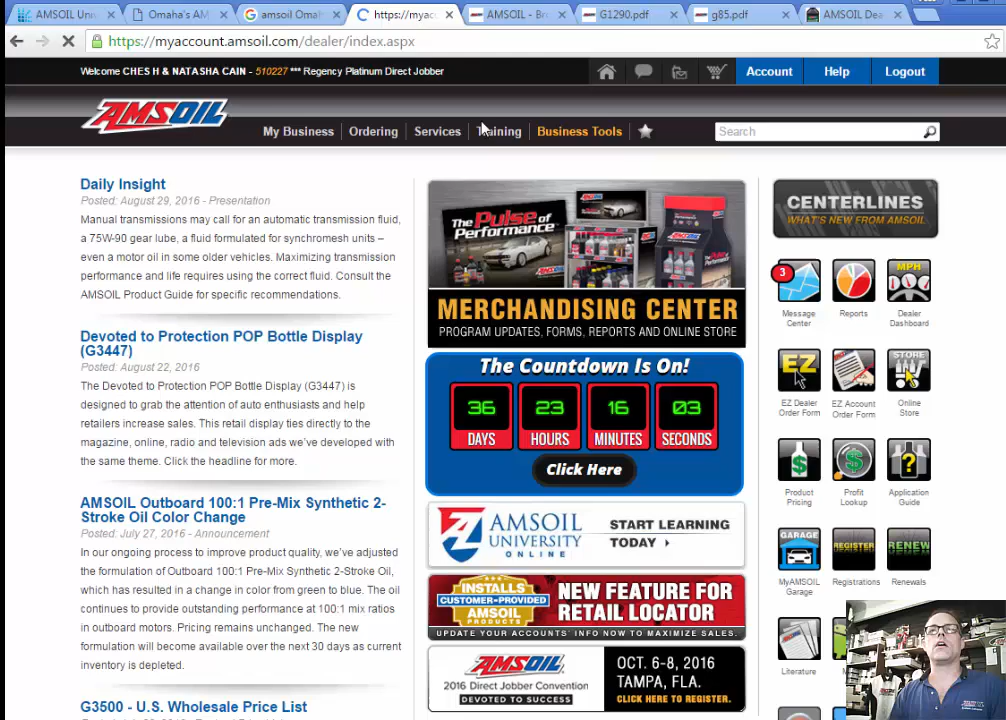 AMSOIL Uni
Omaha's AM
amsoil Omah
https://myacc
AMSOIL - Br
G1290.pdf
g85.pdf
AMSOIL Dea
https://myaccount.amsoil.com/dealer/index.aspx
Welcome CHES H & NATASHA CAIN - 510227 *** Regency Platinum Direct Jobber
Account
Help
Logout
AMSOIL
My Business
Ordering
Services
Training
Business Tools
Search
Daily Insight
Posted: August 29, 2016 - Presentation
Manual transmissions may call for an automatic transmission fluid,
a 75W-90 gear lube, a fluid formulated for synchromesh units –
even a motor oil in some older vehicles. Maximizing transmission
performance and life requires using the correct fluid. Consult the
AMSOIL Product Guide for specific recommendations.
Devoted to Protection POP Bottle Display
(G3447)
Posted: August 22, 2016
The Devoted to Protection POP Bottle Display (G3447) is
designed to grab the attention of auto enthusiasts and help
retailers increase sales. This retail display ties directly to the
magazine, online, radio and television ads we've developed with
the same theme. Click the headline for more.
AMSOIL Outboard 100:1 Pre-Mix Synthetic 2-
Stroke Oil Color Change
Posted: July 27, 2016 - Announcement
In our ongoing process to improve product quality, we've adjusted
the formulation of Outboard 100:1 Pre-Mix Synthetic 2-Stroke Oil,
which has resulted in a change in color from green to blue. The oil
continues to provide outstanding performance at 100:1 mix ratios
in outboard motors. Pricing remains unchanged. The new
formulation will become available over the next 30 days as current
inventory is depleted.
G3500 - U.S. Wholesale Price List
The Pulse of
Performance
MERCHANDISING CENTER
PROGRAM UPDATES, FORMS, REPORTS AND ONLINE STORE
The Countdown Is On!
36
23
16
03
DAYS
HOURS
MINUTES
SECONDS
Click Here
AMSOIL
UNIVERSITY
ONLINE
START LEARNING
TODAY
INSTALLS
CUSTOMER-PROVIDED
AMSOIL
PRODUCTS
NEW FEATURE FOR
RETAIL LOCATOR
UPDATE YOUR ACCOUNTS' INFO NOW TO MAXIMIZE SALES.
AMSOIL
2016 Direct Jobber Convention
DEVOTED TO SUCCESS
OCT. 6-8, 2016
TAMPA, FLA.
CLICK HERE TO REGISTER.
CENTERLINES
WHAT'S NEW FROM AMSOIL
3
MPH
Message
Center
Reports
Dealer
Dashboard
EZ
STORE
EZ Dealer
Order Form
EZ Account
Order Form
Online
Store
Product
Pricing
Profit
Lookup
Application
Guide
GARAGE
REGISTER
RENEW
MyAMSOIL
Garage
Registrations
Renewals
Literature